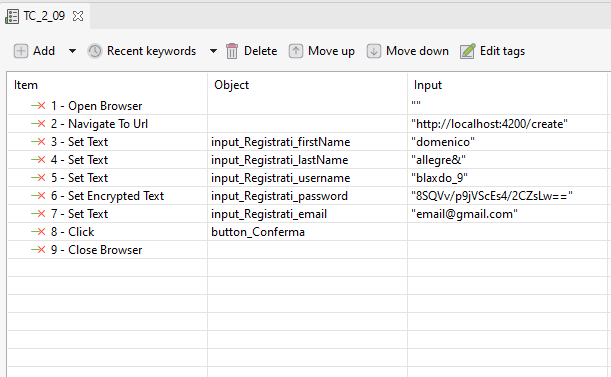 TC_2_09
Add Recent keywords Delete Move up Move down Edit tags
Item Object Input
1 - Open Browser ""
2 - Navigate To Url "http://localhost:4200/create"
3 - Set Text input_Registrati_firstName "domenico"
4 - Set Text input_Registrati_lastName "allegre&"
5 - Set Text input_Registrati_username "blaxdo_9"
6 - Set Encrypted Text input_Registrati_password "8SQVv/p9jVScEs4/2CZsLw=="
7 - Set Text input_Registrati_email "email@gmail.com"
8 - Click button_Conferma
9 - Close Browser